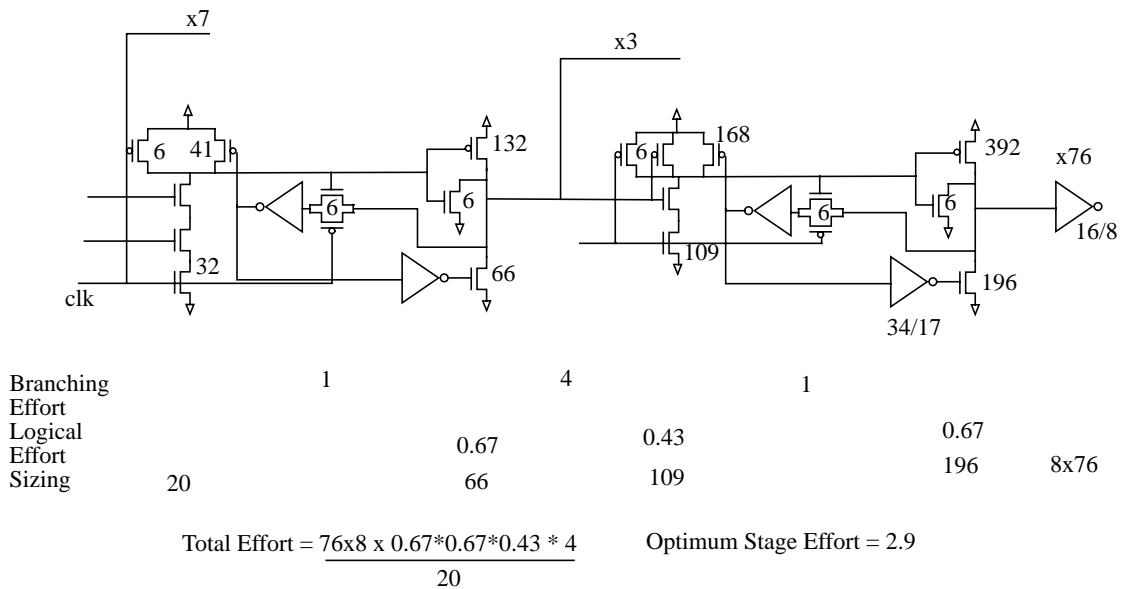 x7
x3
6
41
132
6
168
392
x76
6
6
6
6
16/8
32
66
109
196
clk
34/17
Branching
Effort
1
4
1
Logical
Effort
0.67
0.43
0.67
Sizing
20
66
109
196
8x76
Total Effort = 76x8 x 0.67*0.67*0.43 * 4
20
Optimum Stage Effort = 2.9